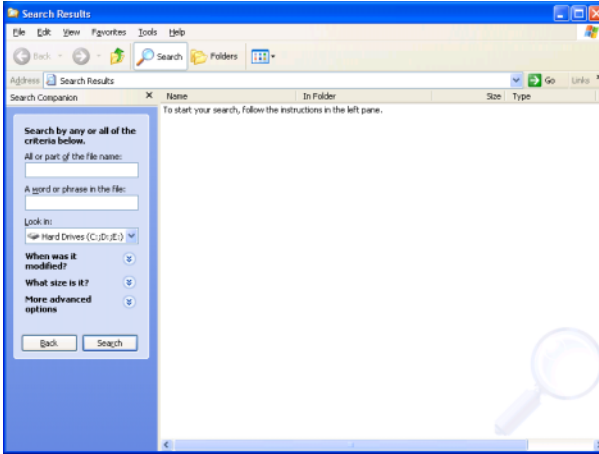 Search Results
File Edit View Favorites Tools Help
Back Search Folders
Address Search Results Go Links
Search Companion
Name In Folder Size Type
To start your search, follow the instructions in the left pane.
Search by any or all of the
criteria below.
All or part of the file name:
A word or phrase in the file:
Look in:
Hard Drives (C:;D:;E:)
When was it
modified?
What size is it?
More advanced
options
Back Search